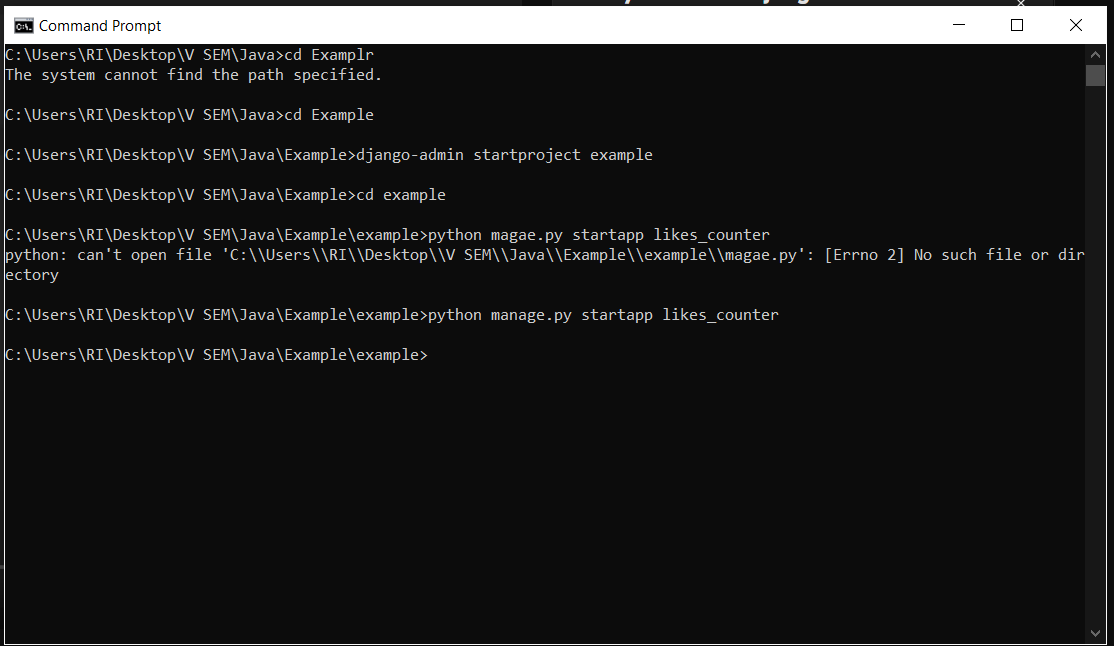 Command Prompt
C:\Users\RI\Desktop\V SEM\Java>cd Examplr
The system cannot find the path specified.
C:\Users\RI\Desktop\V SEM\Java>cd Example
C:\Users\RI\Desktop\V SEM\Java\Example>django-admin startproject example
C:\Users\RI\Desktop\V SEM\Java\Example>cd example
C:\Users\RI\Desktop\V SEM\Java\Example\example>python magae.py startapp likes_counter
python: can't open file 'C:\\Users\\RI\\Desktop\\V SEM\\Java\\Example\\example\\magae.py': [Errno 2] No such file or dir
ectory
C:\Users\RI\Desktop\V SEM\Java\Example\example>python manage.py startapp likes_counter
C:\Users\RI\Desktop\V SEM\Java\Example\example>